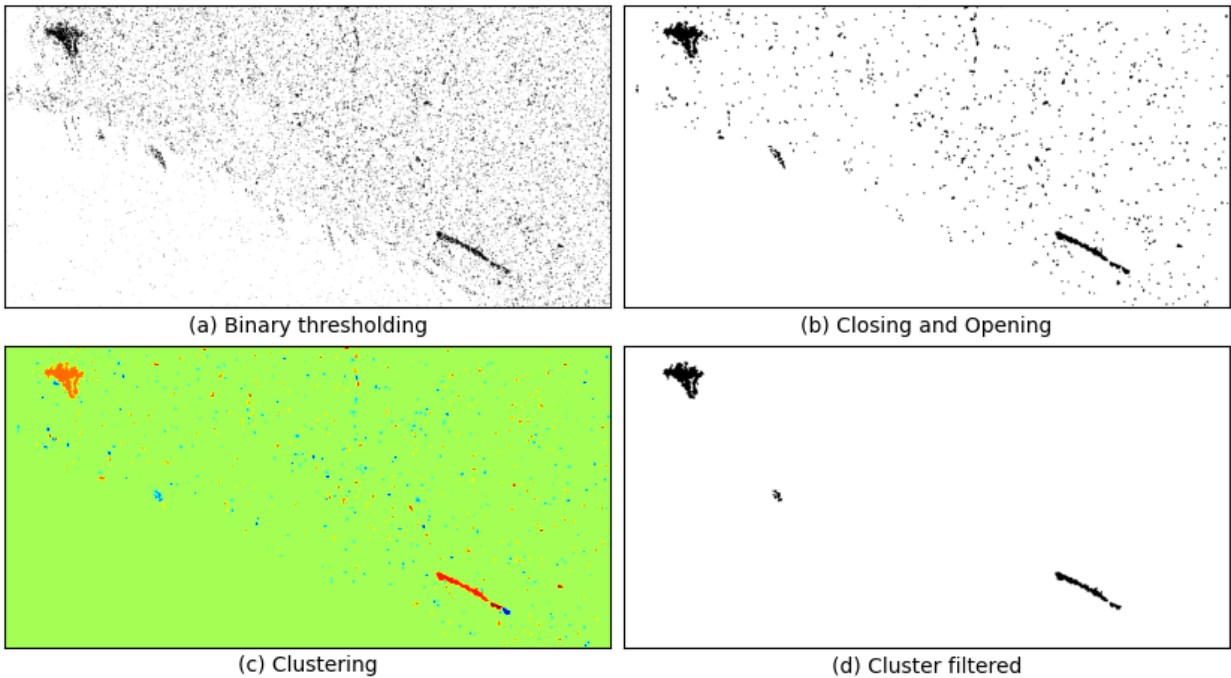 (a) Binary thresholding
(b) Closing and Opening
(c) Clustering
(d) Cluster filtered